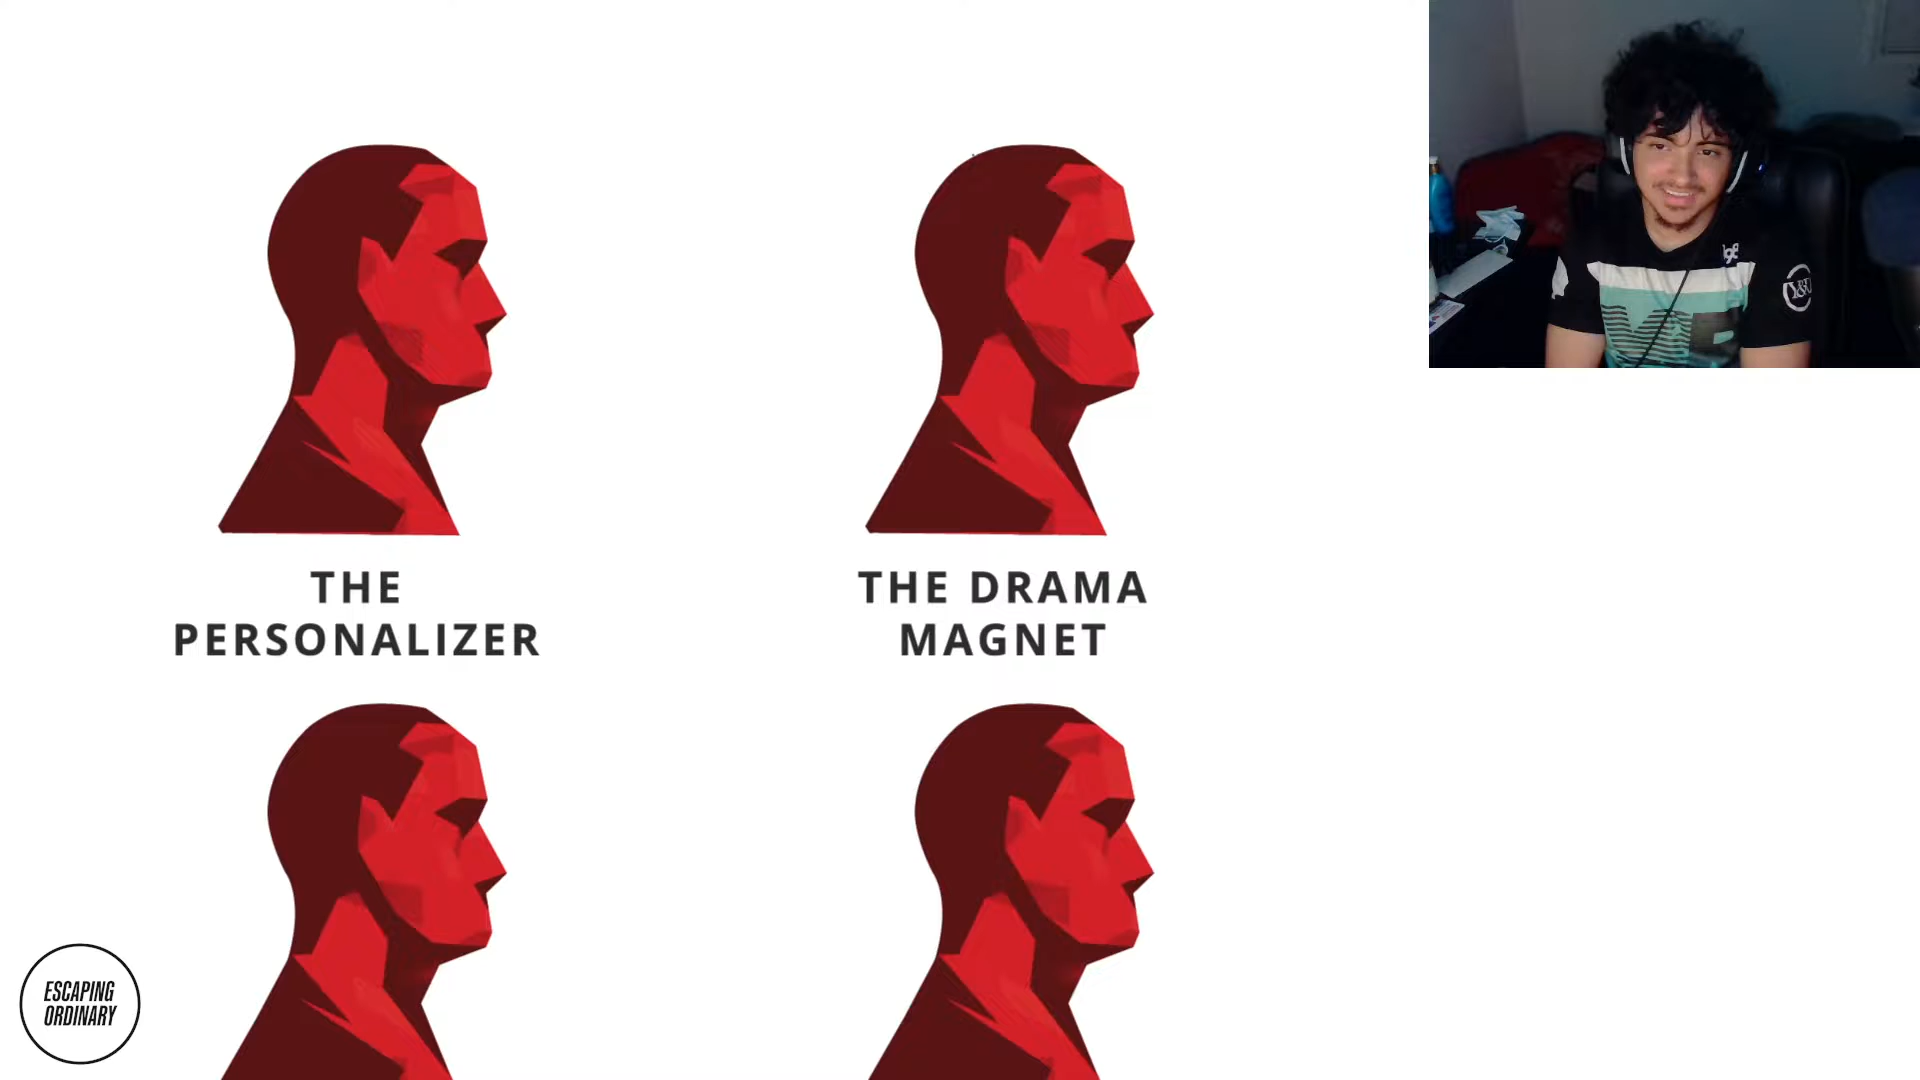 THE
PERSONALIZER
THE DRAMA
MAGNET
ESCAPING
ORDINARY